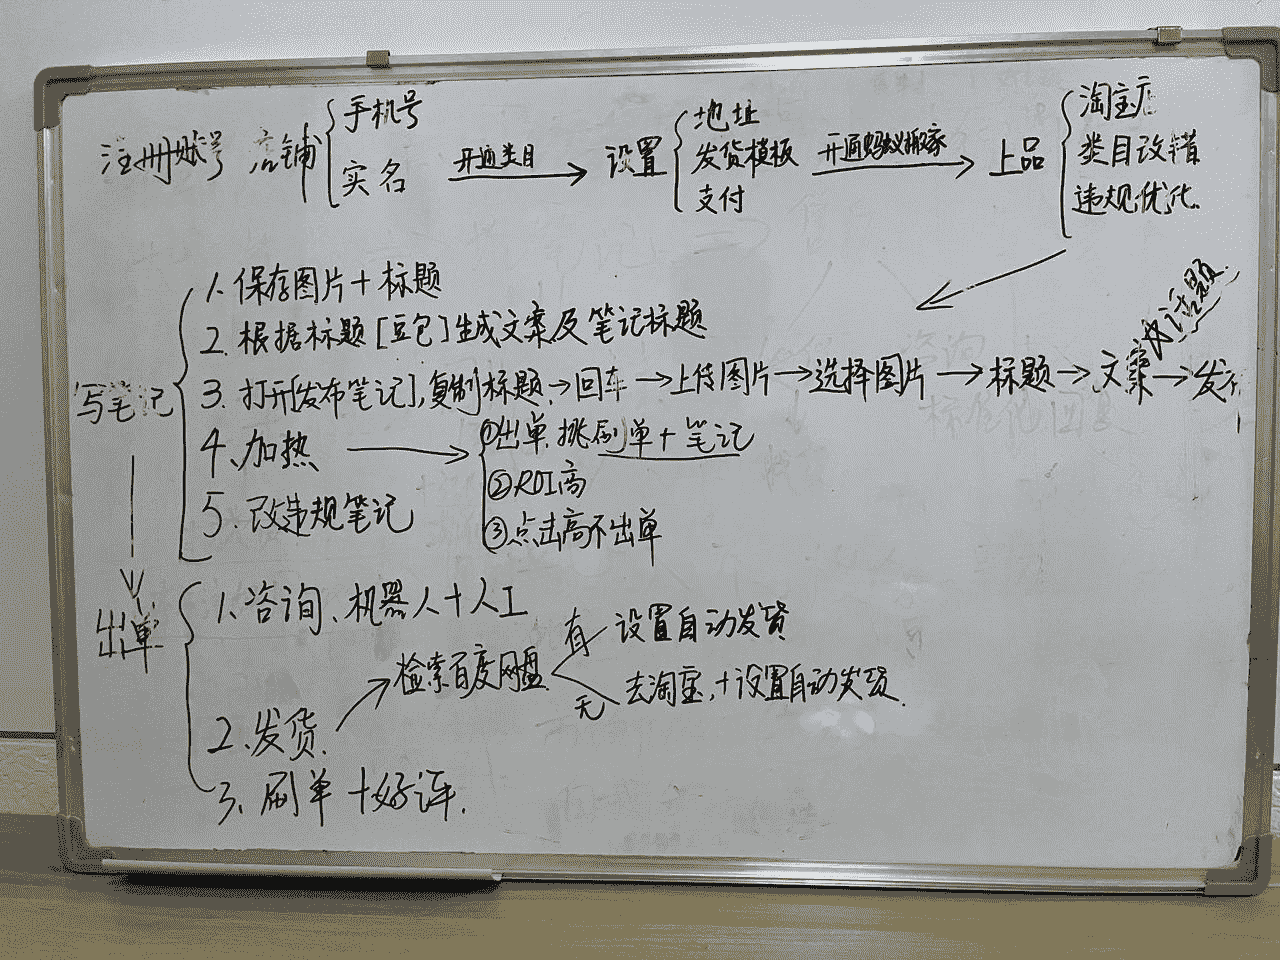 注册账号 店铺 手机号
实名
开通类目 → 设置
地址
发货模板
支付
开通蚂蚁搬家 → 上品
淘宝店
类目改错
违规优化
写笔记
1. 保存图片+标题
2. 根据标题[豆包]生成文案及笔记标题
3. 打开[发布笔记],复制标题→回车→上传图片→选择图片→标题→文案→发布
话题
4. 加热 →
①出单,挑刷单+笔记
②ROI高
③点击高不出单
5. 改违规笔记
出单
1. 咨询、机器人+人工
2、发货
检索百度网盘
有 设置自动发货
无 去淘宝,+设置自动发货
3、刷单+好评.